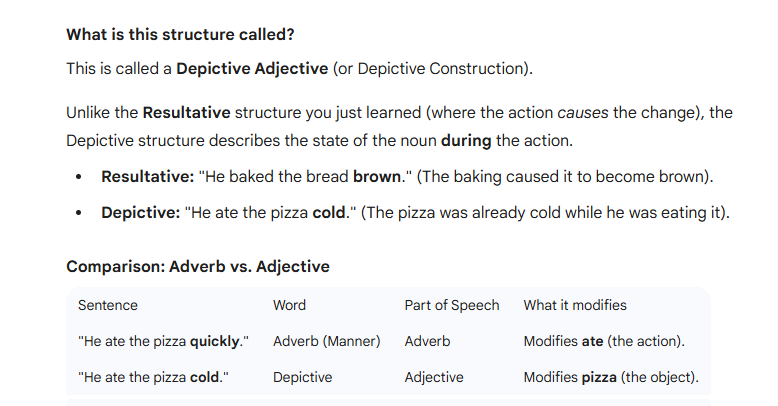 What is this structure called?
This is called a Depictive Adjective (or Depictive Construction).
Unlike the Resultative structure you just learned (where the action causes the change), the
Depictive structure describes the state of the noun during the action.
• Resultative: "He baked the bread brown." (The baking caused it to become brown).
• Depictive: "He ate the pizza cold." (The pizza was already cold while he was eating it).
Comparison: Adverb vs. Adjective
Sentence Word Part of Speech What it modifies
"He ate the pizza quickly." Adverb (Manner) Adverb Modifies ate (the action).
"He ate the pizza cold." Depictive Adjective Modifies pizza (the object).